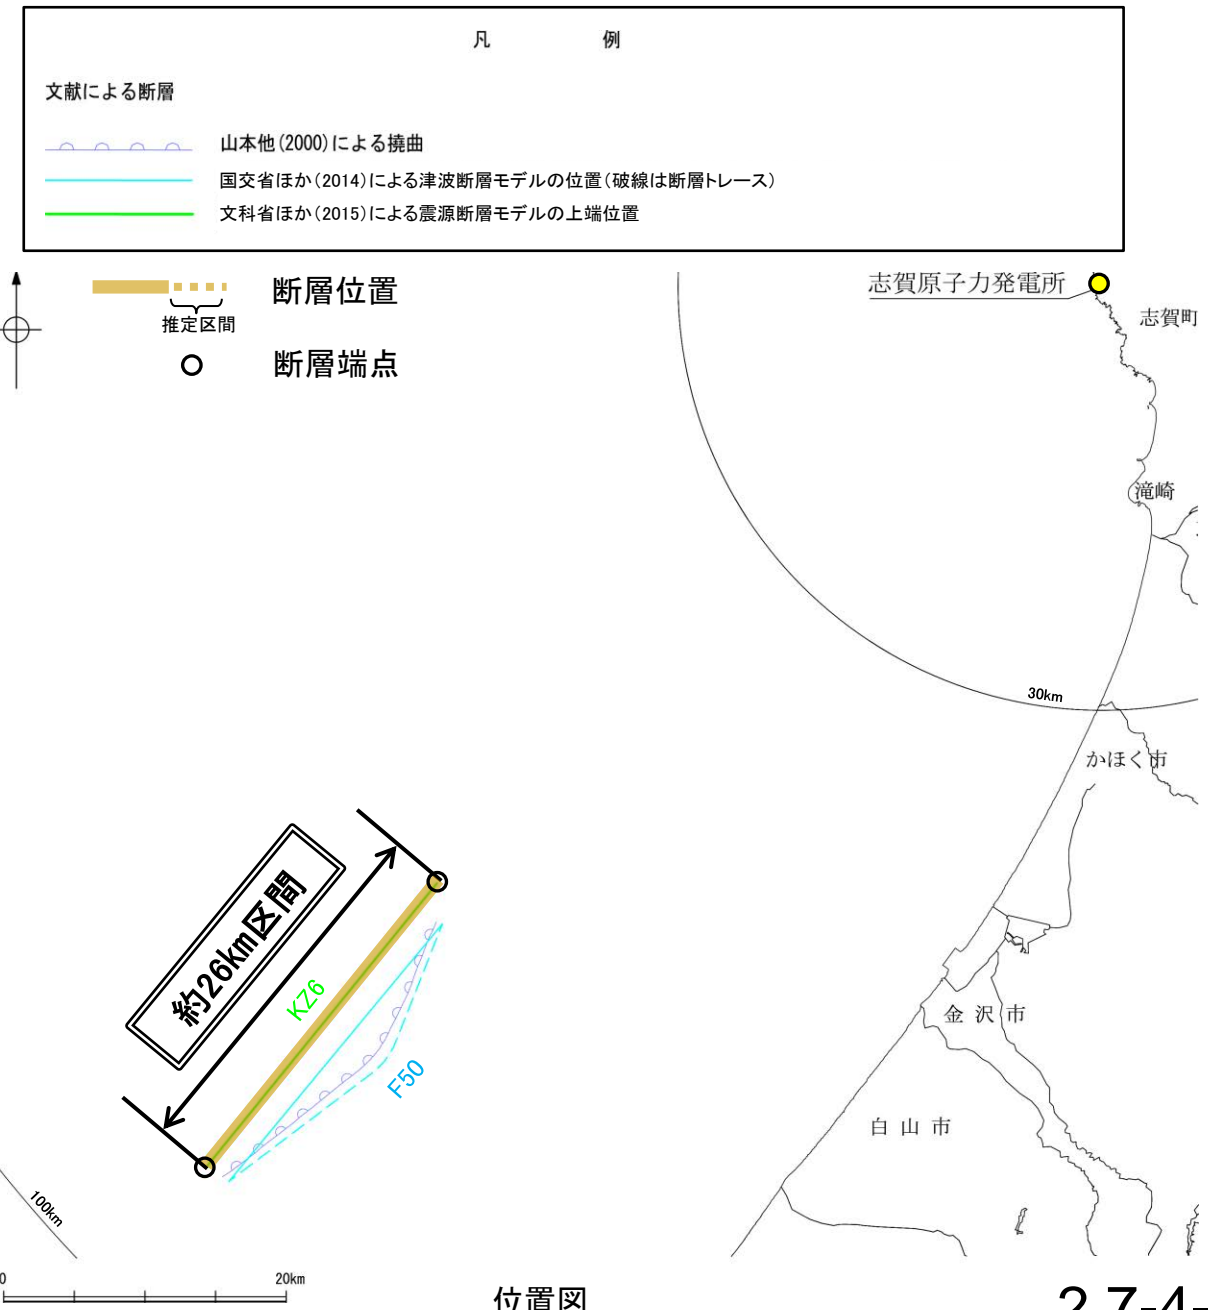 凡　例
文献による断層
山本他(2000)による撓曲
国交省ほか(2014)による津波断層モデルの位置(破線は断層トレース)
文科省ほか(2015)による震源断層モデルの上端位置
断層位置
推定区間
断層端点
志賀原子力発電所
志賀町
滝崎
30km
かほく市
約26km区間
KZ6
F50
金沢市
白山市
100km
0
20km
位置図
2.7-4-